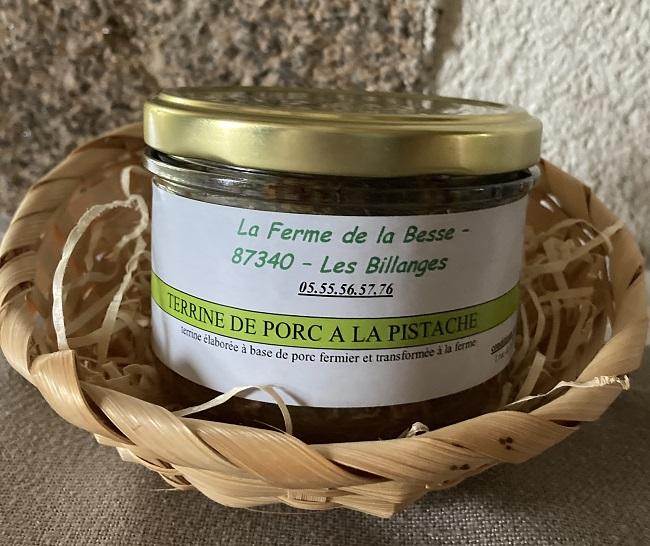 La Ferme de la Besse -
87340 - Les Billanges
05.55.56.57.76
TERRINE DE PORC A LA PISTACHE
terrine élaborée à base de porc fermier et transformée à la ferme